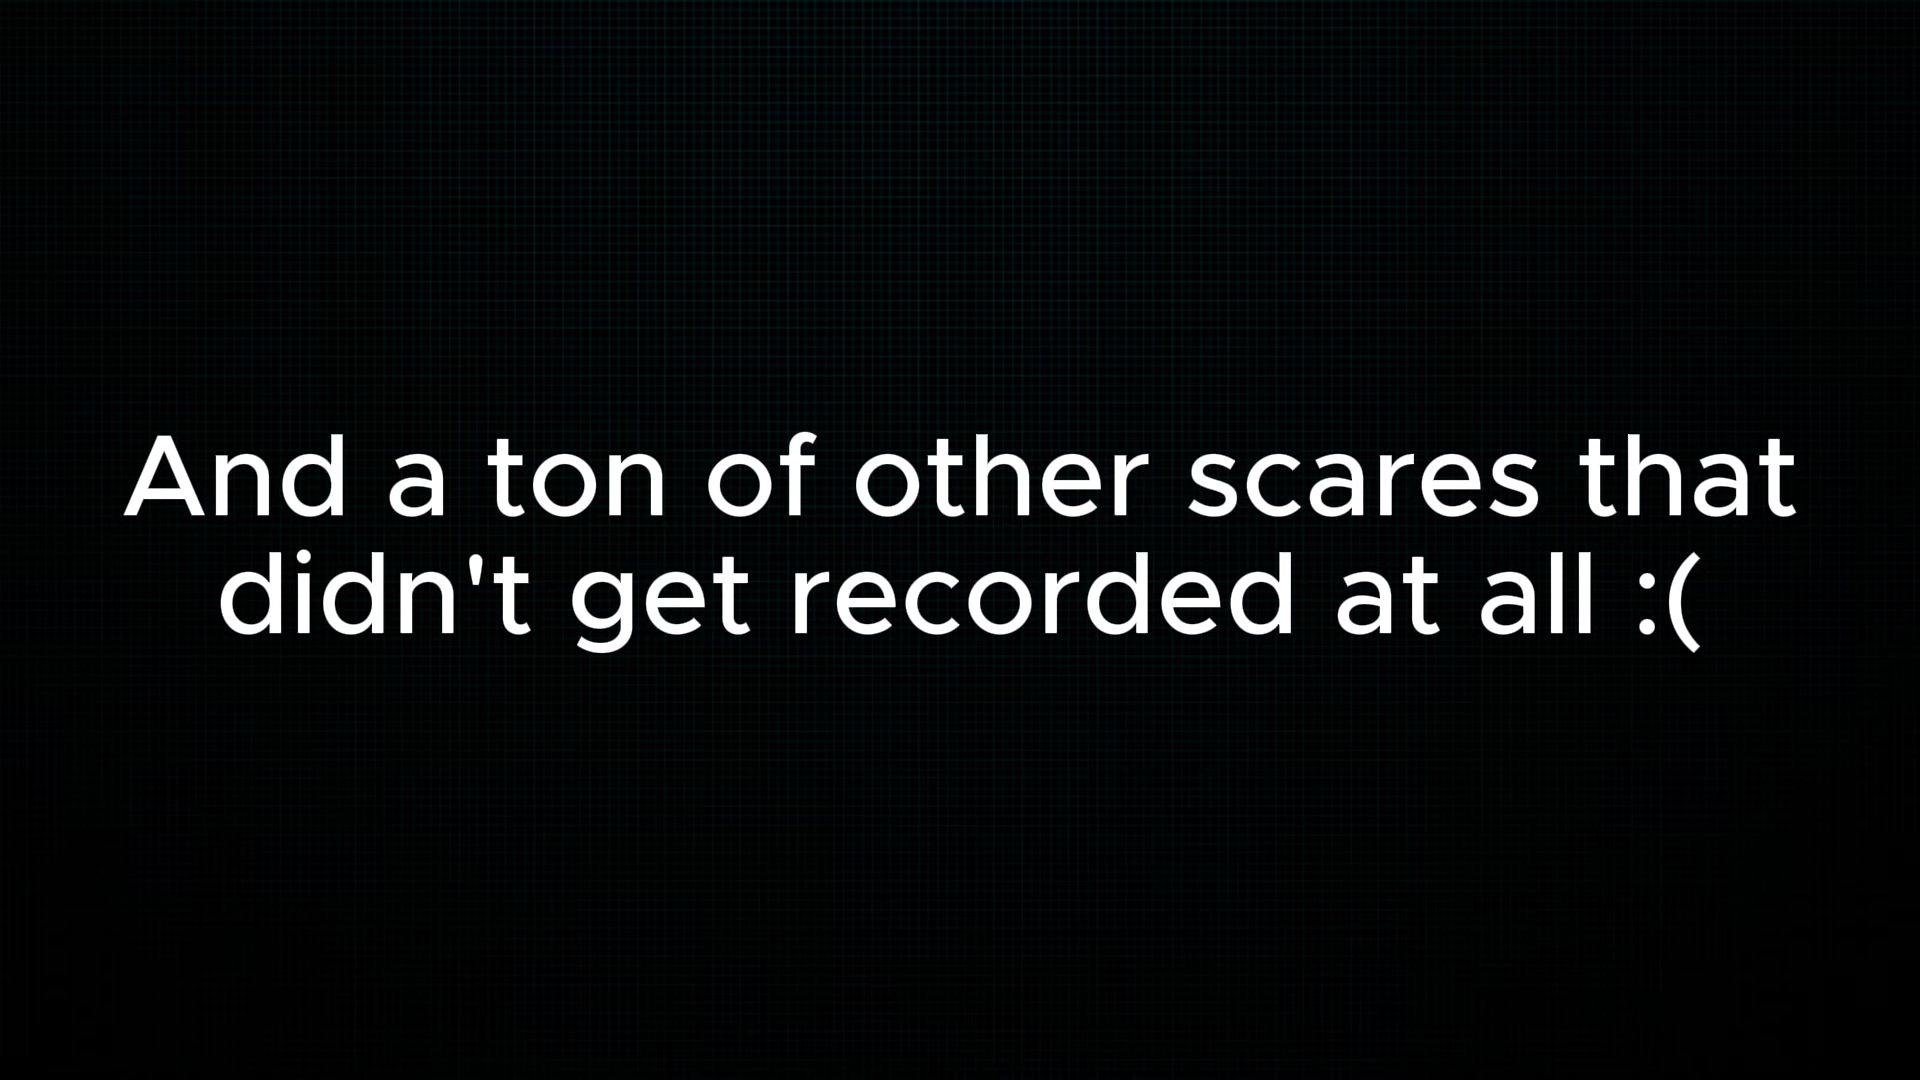 And a ton of other scares that
didn't get recorded at all :(